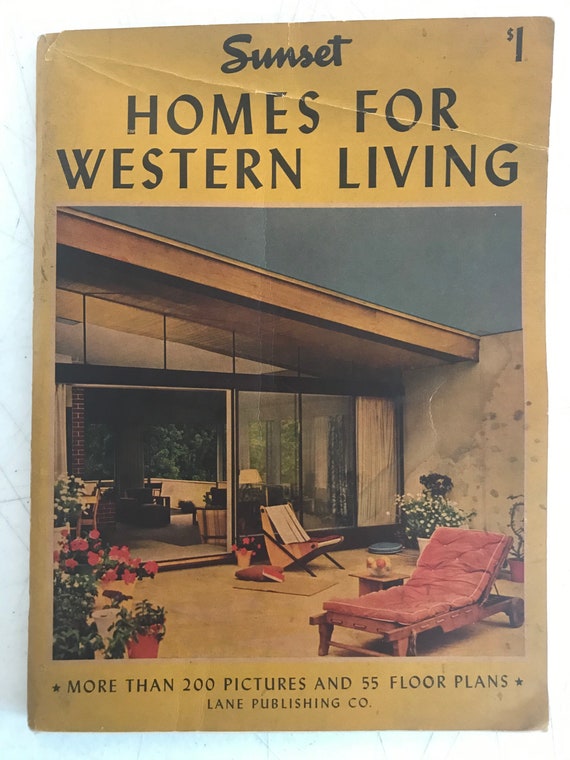 Sunset
$1
HOMES FOR
WESTERN LIVING
★ MORE THAN 200 PICTURES AND 55 FLOOR PLANS ★
LANE PUBLISHING CO.